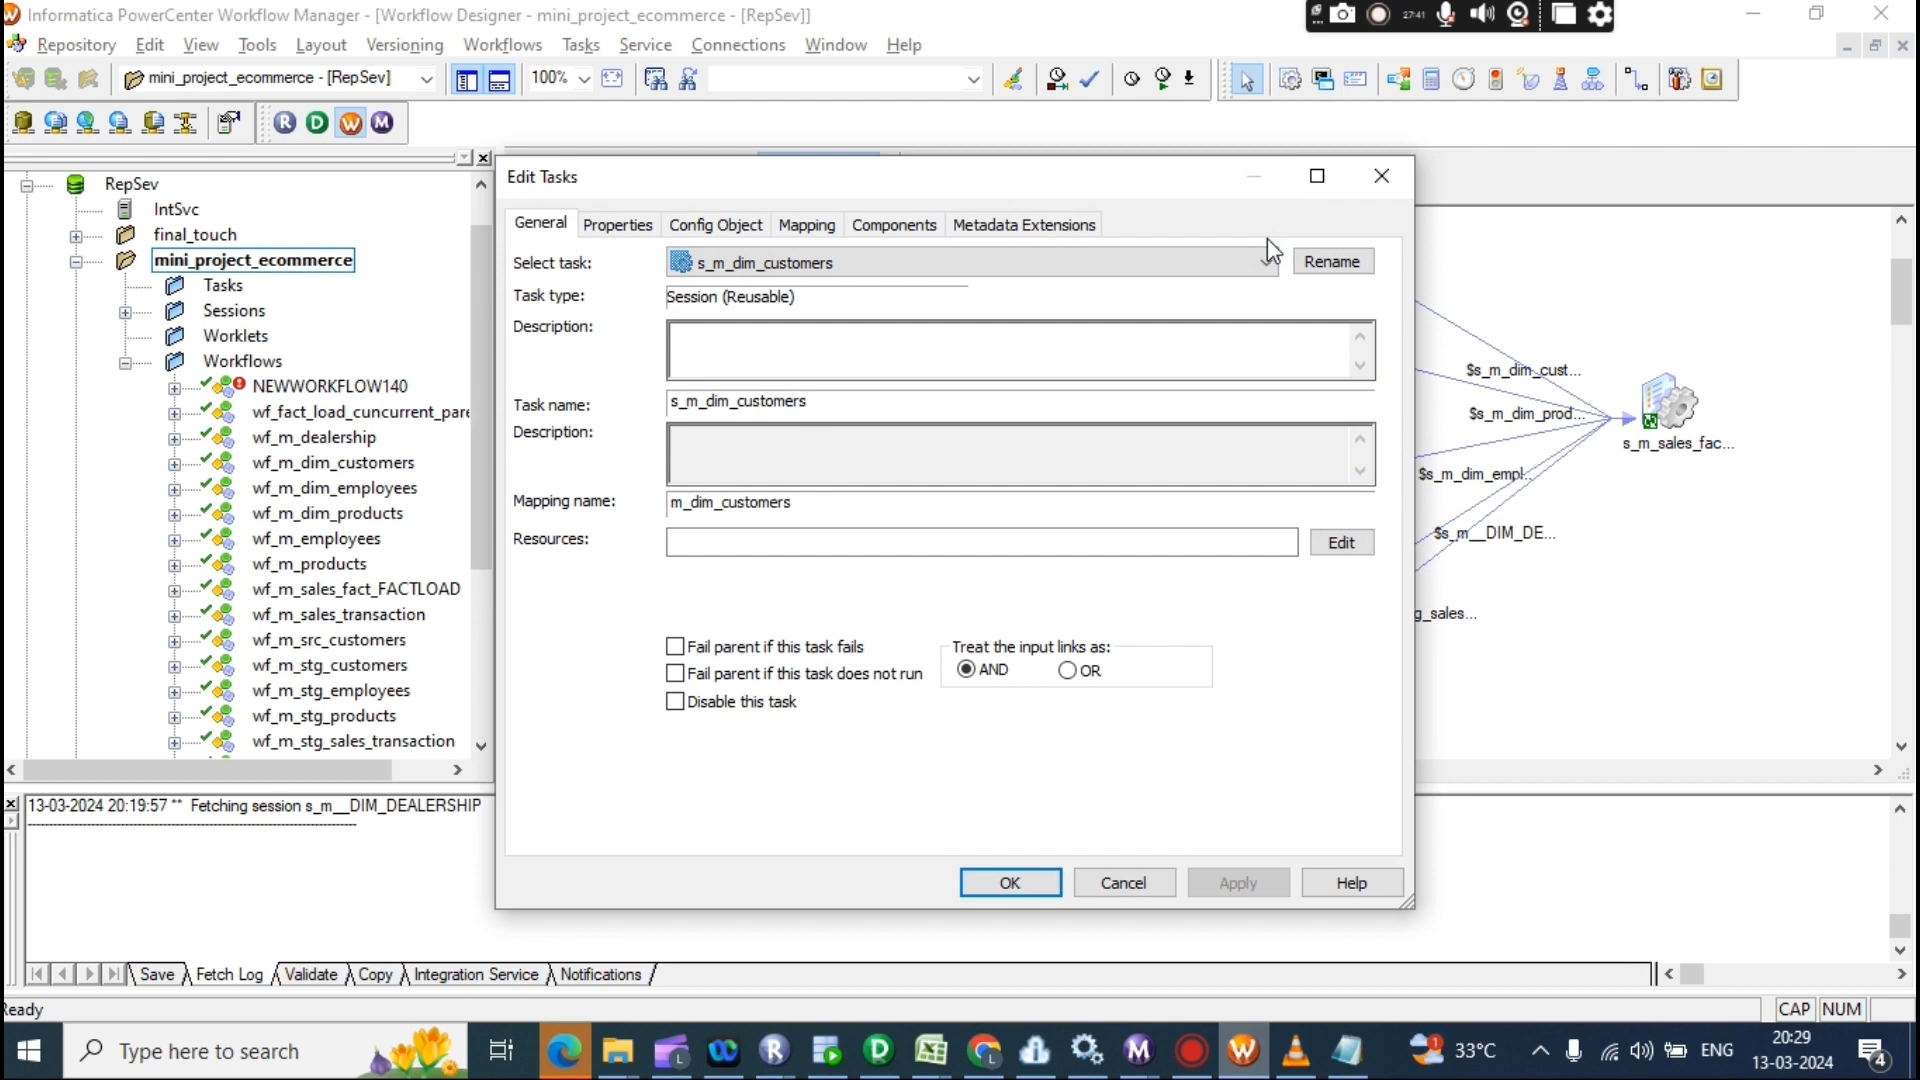 Informatica PowerCenter Workflow Manager - [Workflow Designer - mini_project_ecommerce - [RepSev]]
27:41
Repository Edit View Tools Layout Versioning Workflows Tasks Service Connections Window Help
mini_project_ecommerce - [RepSev]
100%
R D W M
RepSev
IntSvc
final_touch
mini_project_ecommerce
Tasks
Sessions
Worklets
Workflows
NEWWORKFLOW140
wf_fact_load_cuncurrent_pare
wf_m_dealership
wf_m_dim_customers
wf_m_dim_employees
wf_m_dim_products
wf_m_employees
wf_m_products
wf_m_sales_fact_FACTLOAD
wf_m_sales_transaction
wf_m_src_customers
wf_m_stg_customers
wf_m_stg_employees
wf_m_stg_products
wf_m_stg_sales_transaction
Edit Tasks
General Properties Config Object Mapping Components Metadata Extensions
Select task: s_m_dim_customers Rename
Task type: Session (Reusable)
Description:
Task name: s_m_dim_customers
Description:
Mapping name: m_dim_customers
Resources: Edit
Fail parent if this task fails
Fail parent if this task does not run
Disable this task
Treat the input links as:
AND OR
OK Cancel Apply Help
$s_m_dim_cust...
$s_m_dim_prod...
s_m_sales_fac...
$s_m_dim_empl...
$s_m__DIM_DE...
g_sales...
13-03-2024 20:19:57 ** Fetching session s_m__DIM_DEALERSHIP
Save Fetch Log Validate Copy Integration Service Notifications
Ready
CAP NUM
Type here to search
33°C
ENG
20:29
13-03-2024
4